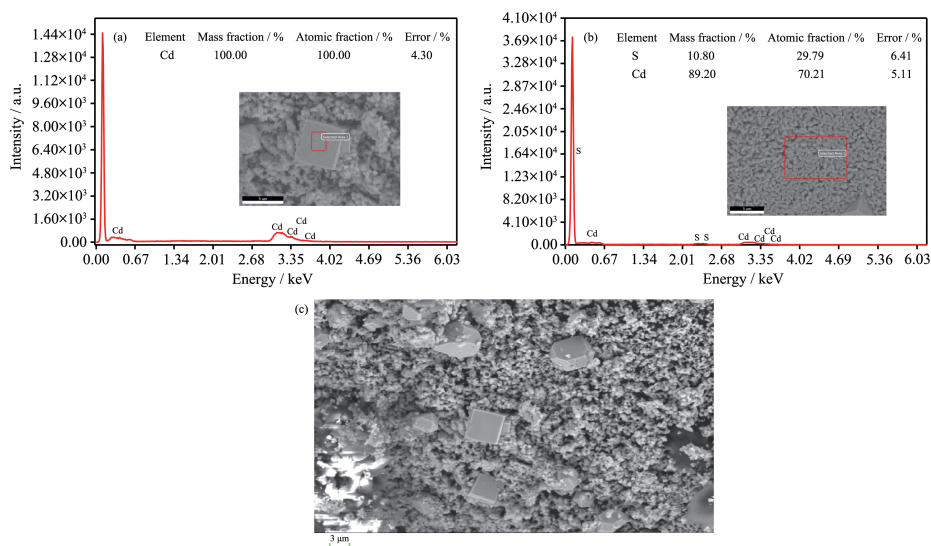 (a)
Element Mass fraction / % Atomic fraction / % Error / %
Cd 100.00 100.00 4.30
Intensity / a.u.
1.44×10⁴
1.28×10⁴
1.12×10⁴
9.60×10³
8.00×10³
6.40×10³
4.80×10³
3.20×10³
1.60×10³
0.00
Selected Area 1
5 μm
Cd
Cd
Cd
Cd
Cd
0.00 0.67 1.34 2.01 2.68 3.35 4.02 4.69 5.36 6.03
Energy / keV
(b)
Element Mass fraction / % Atomic fraction / % Error / %
S 10.80 29.79 6.41
Cd 89.20 70.21 5.11
Intensity / a.u.
4.10×10⁴
3.69×10⁴
3.28×10⁴
2.87×10⁴
2.46×10⁴
2.05×10⁴
1.64×10⁴
1.23×10⁴
8.20×10³
4.10×10³
0.00
S
Cd
S S
Cd
Cd
Cd
Cd
0.00 0.67 1.34 2.01 2.68 3.35 4.02 4.69 5.36 6.03
Energy / keV
(c)
3 μm